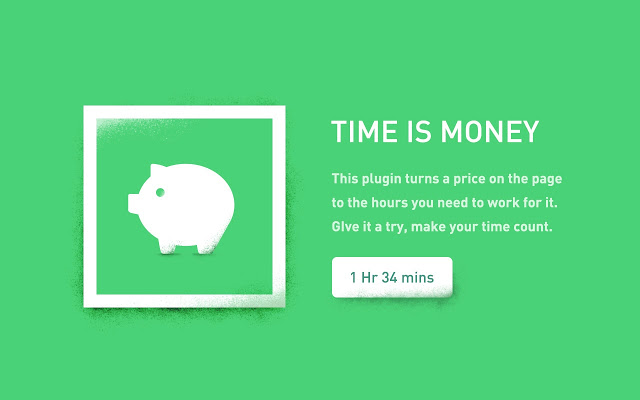 TIME IS MONEY
This plugin turns a price on the page
to the hours you need to work for it.
GIve it a try, make your time count.
1 Hr 34 mins